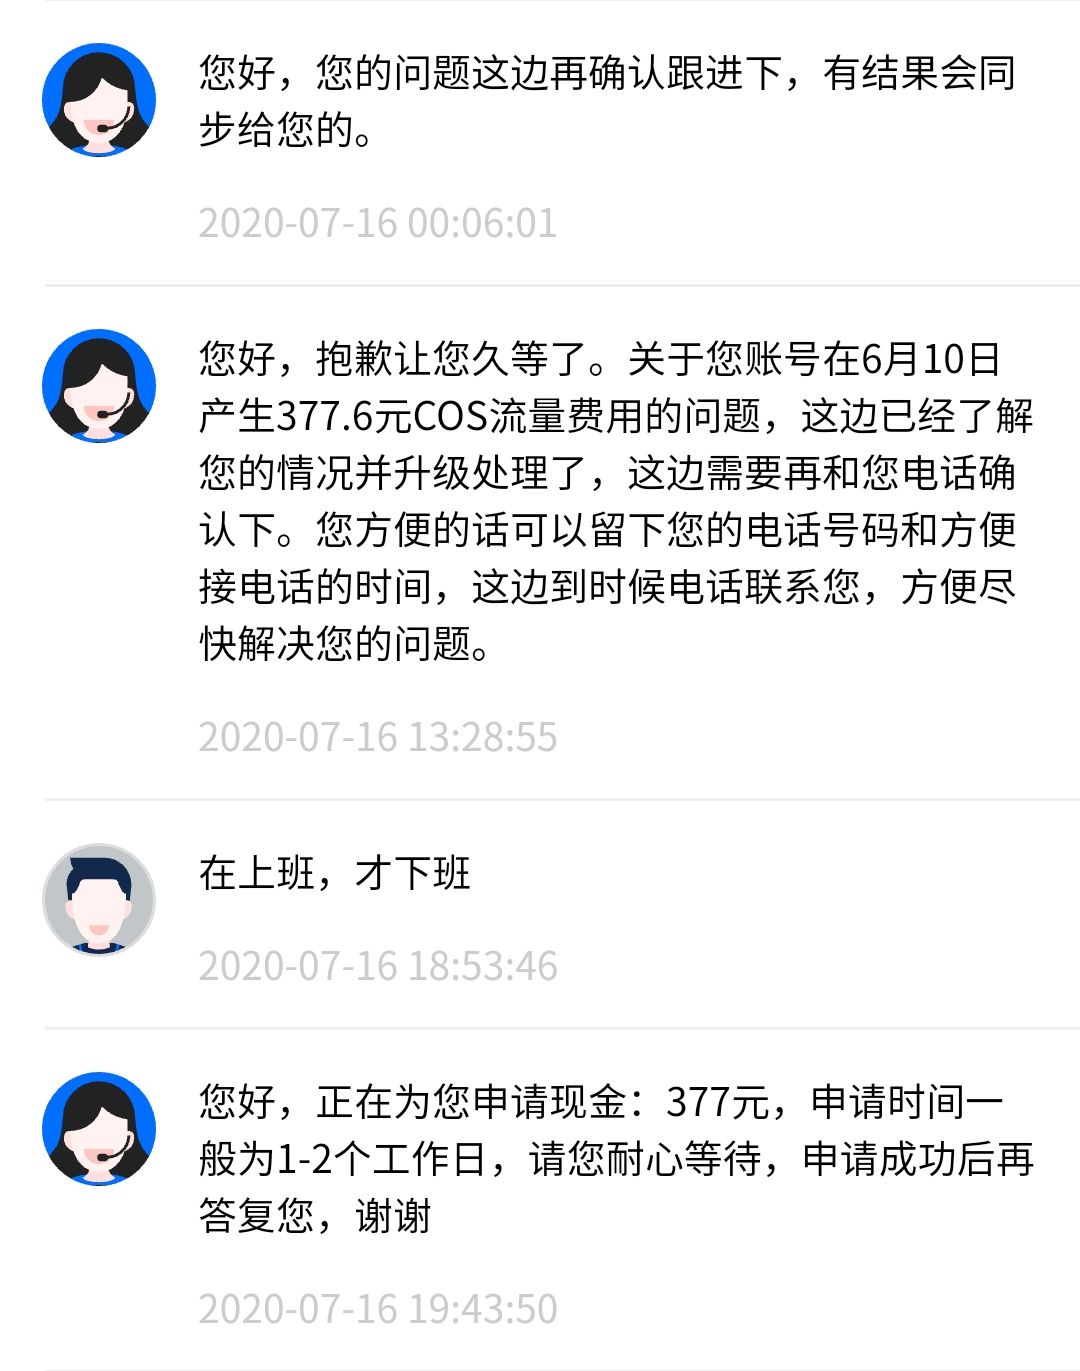 您好，您的问题这边再确认跟进下，有结果会同
步给您的。
2020-07-16 00:06:01
您好，抱歉让您久等了。关于您账号在6月10日
产生377.6元COS流量费用的问题，这边已经了解
您的情况并升级处理了，这边需要再和您电话确
认下。您方便的话可以留下您的电话号码和方便
接电话的时间，这边到时候电话联系您，方便尽
快解决您的问题。
2020-07-16 13:28:55
在上班，才下班
2020-07-16 18:53:46
您好，正在为您申请现金：377元，申请时间一
般为1-2个工作日，请您耐心等待，申请成功后再
答复您，谢谢
2020-07-16 19:43:50